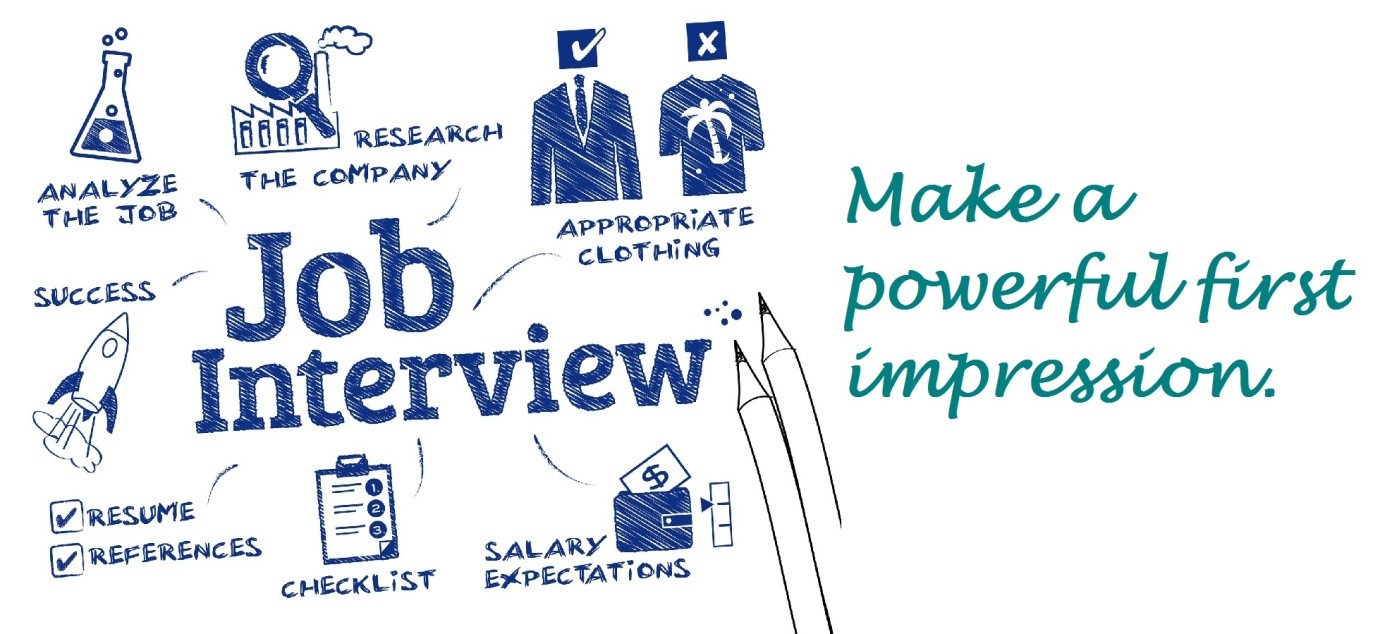 ANALYZE
THE JOB
RESEARCH
THE COMPANY
APPROPRiATE
CLOTHiNG
SUCCESS
Job
Interview
RESUME
REFERENCES
1
2
3
CHECKLiST
$
SALARY
EXPECTATiONS
Make a
powerful first
impression.